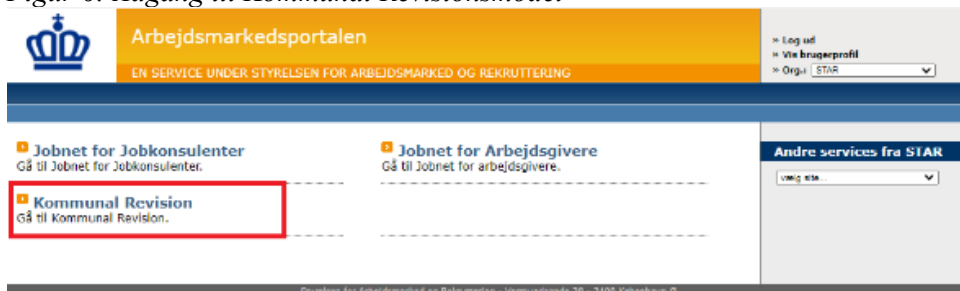 Arbejdsmarkedsportalen
EN SERVICE UNDER STYRELSEN FOR ARBEJDSMARKED OG REKRUTTERING
» Log ud
» Vis brugerprofil
» Org.: STAR
Jobnet for Jobkonsulenter
Gå til Jobnet for Jobkonsulenter.
Jobnet for Arbejdsgivere
Gå til Jobnet for arbejdsgivere.
Kommunal Revision
Gå til Kommunal Revision.
Andre services fra STAR
vælg site...